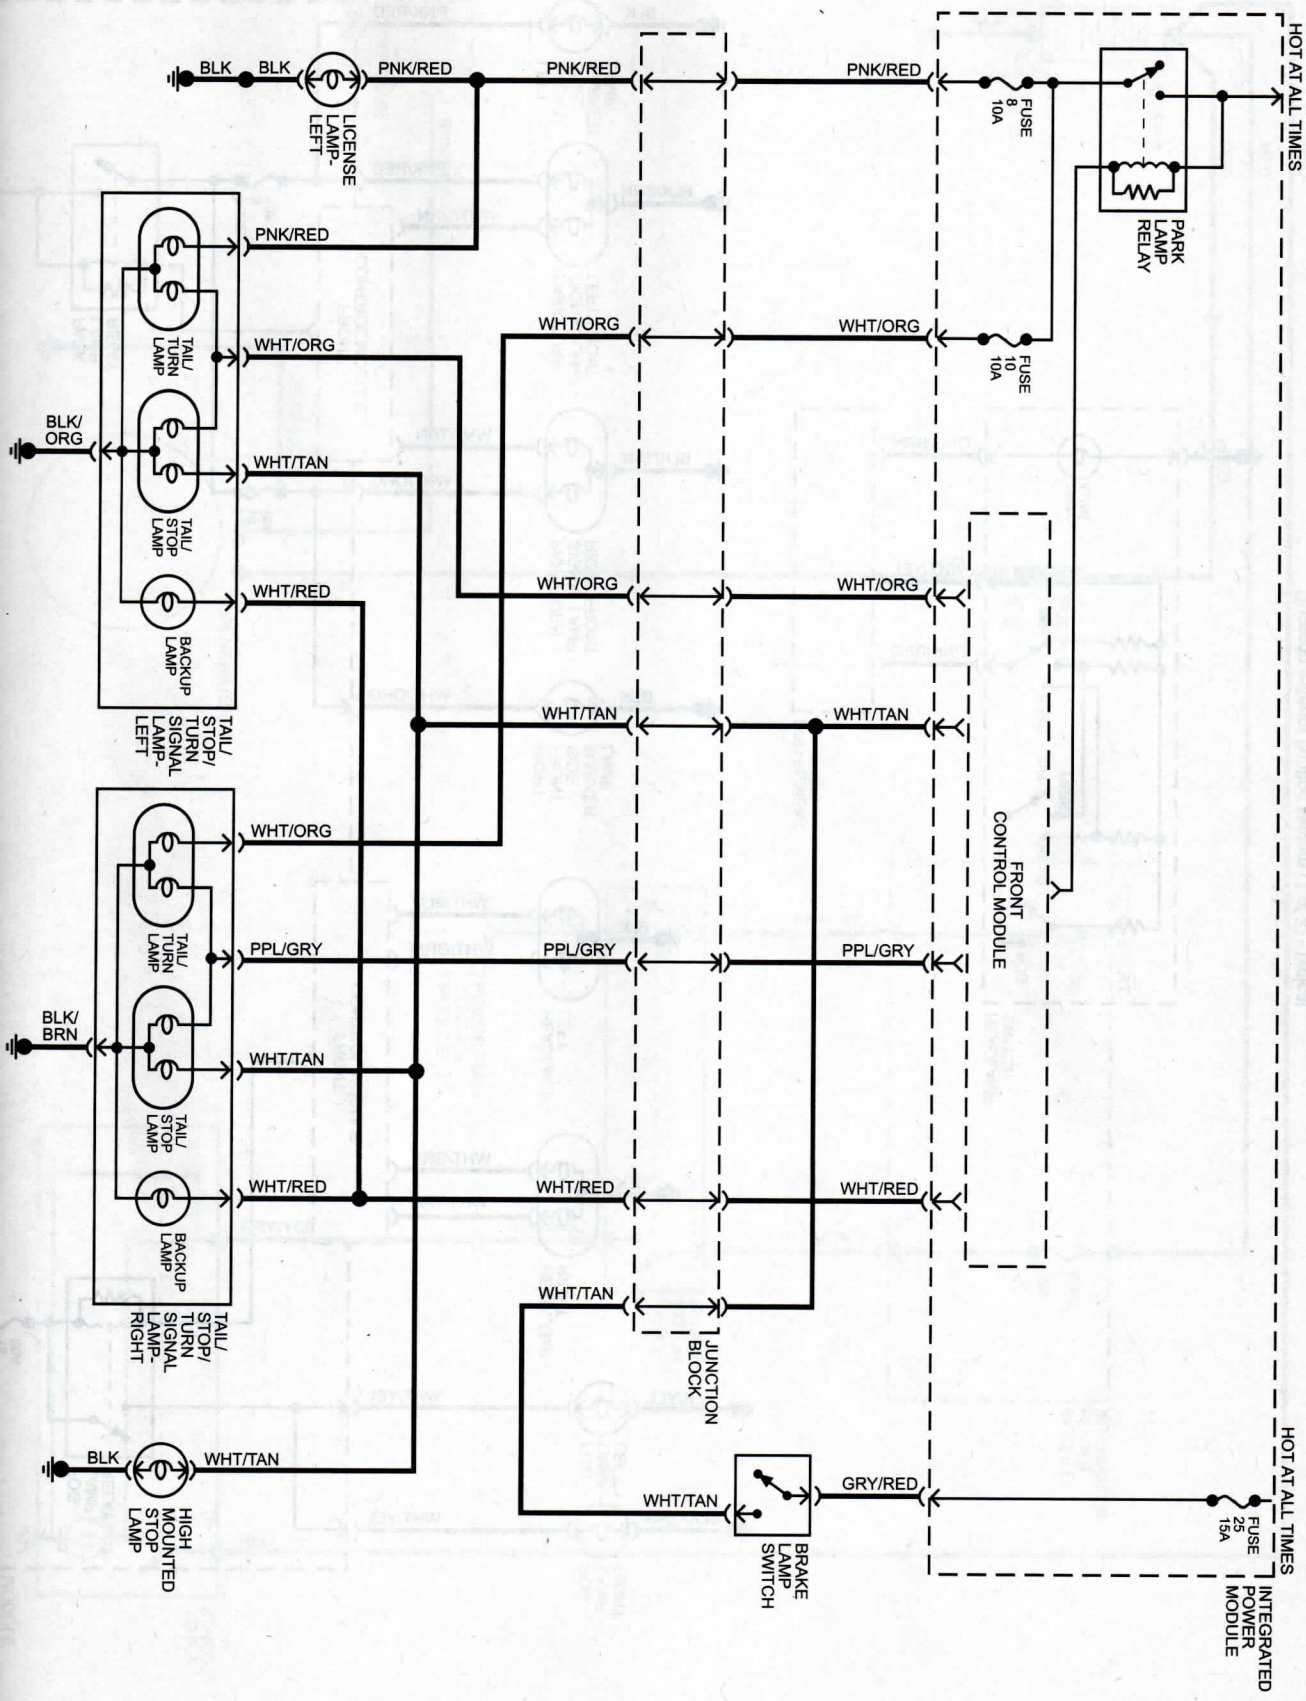 BLK
BLK
PNK/RED
PNK/RED
PNK/RED
LICENSE
LAMP-
LEFT
FUSE
8
10A
HOT AT ALL TIMES
PARK
LAMP
RELAY
PNK/RED
WHT/ORG
WHT/ORG
WHT/ORG
FUSE
10
10A
TAIL/
TURN
LAMP
BLK/
ORG
WHT/TAN
TAIL/
STOP
LAMP
WHT/RED
WHT/ORG
WHT/ORG
BACKUP
LAMP
TAIL/
STOP/
TURN
SIGNAL
LAMP-
LEFT
WHT/TAN
WHT/TAN
WHT/ORG
FRONT
CONTROL MODULE
TAIL/
TURN
LAMP
PPL/GRY
PPL/GRY
PPL/GRY
BLK/
BRN
WHT/TAN
TAIL/
STOP
LAMP
WHT/RED
WHT/RED
WHT/RED
BACKUP
LAMP
TAIL/
STOP/
TURN
SIGNAL
LAMP-
RIGHT
WHT/TAN
JUNCTION
BLOCK
BLK
WHT/TAN
HIGH
MOUNTED
STOP
LAMP
WHT/TAN
GRY/RED
BRAKE
LAMP
SWITCH
FUSE
25
15A
HOT AT ALL TIMES
INTEGRATED
POWER
MODULE